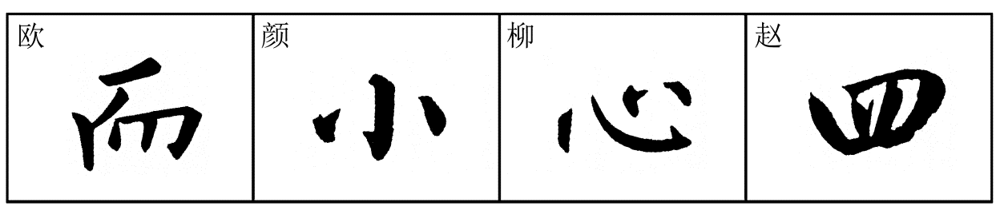 欧 颜 柳 赵
而 小 心 四